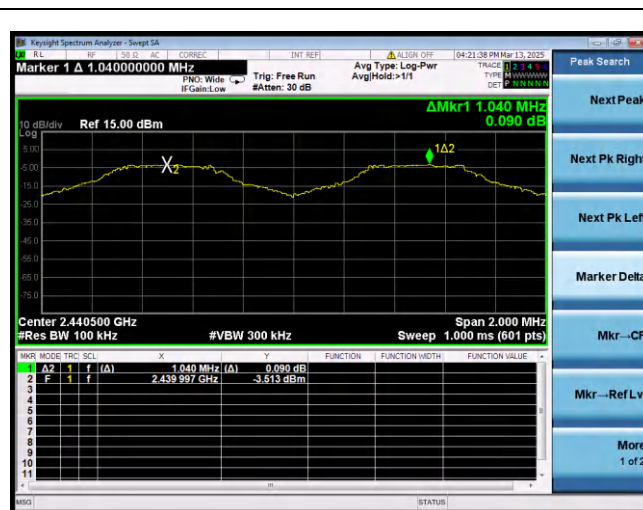 Keysight Spectrum Analyzer - Swept SA
RL RF 50 Ω AC CORREC INT REF ALIGN OFF 04:21:38 PM Mar 13, 2025
Marker 1 Δ 1.040000000 MHz
PNO: Wide Trig: Free Run Avg Type: Log-Pwr TRACE 1 2 3 4 5 6
IFGain:Low #Atten: 30 dB Avg|Hold:>1/1 TYPE MWWWWW
DET P N N N N N
Peak Search
ΔMkr1 1.040 MHz
0.090 dB
10 dB/div Ref 15.00 dBm
Log
5.00
-5.00
-15.0
-25.0
-35.0
-45.0
-55.0
-65.0
-75.0
1Δ2
X2
Center 2.440500 GHz Span 2.000 MHz
#Res BW 100 kHz #VBW 300 kHz Sweep 1.000 ms (601 pts)
MKR MODE TRC SCL X Y FUNCTION FUNCTION WIDTH FUNCTION VALUE
1 Δ2 1 f (Δ) 1.040 MHz (Δ) 0.090 dB
2 F 1 f 2.439 997 GHz -3.513 dBm
3
4
5
6
7
8
9
10
11
MSG STATUS
Next Peak
Next Pk Right
Next Pk Left
Marker Delta
Mkr→CF
Mkr→Ref Lv
More
1 of 2